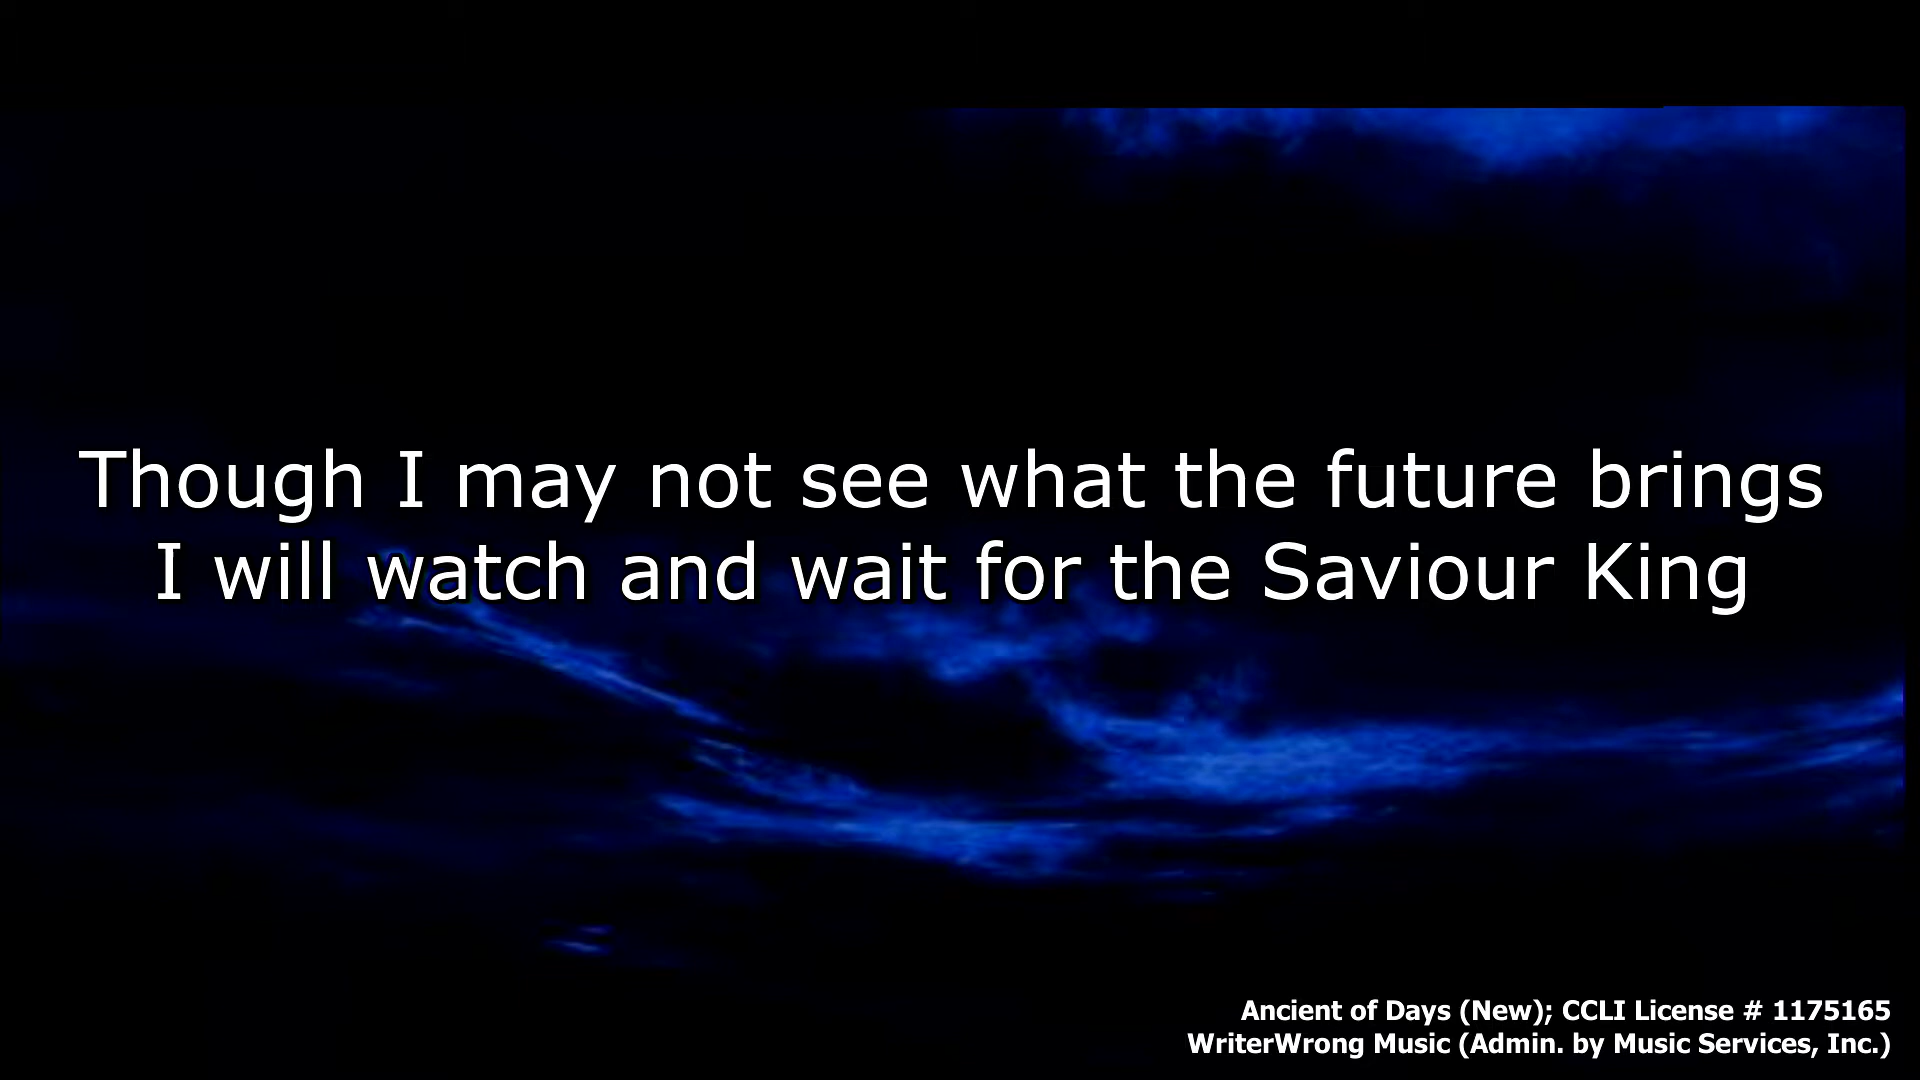 Though I may not see what the future brings
I will watch and wait for the Saviour King
Ancient of Days (New); CCLI License # 1175165
WriterWrong Music (Admin. by Music Services, Inc.)